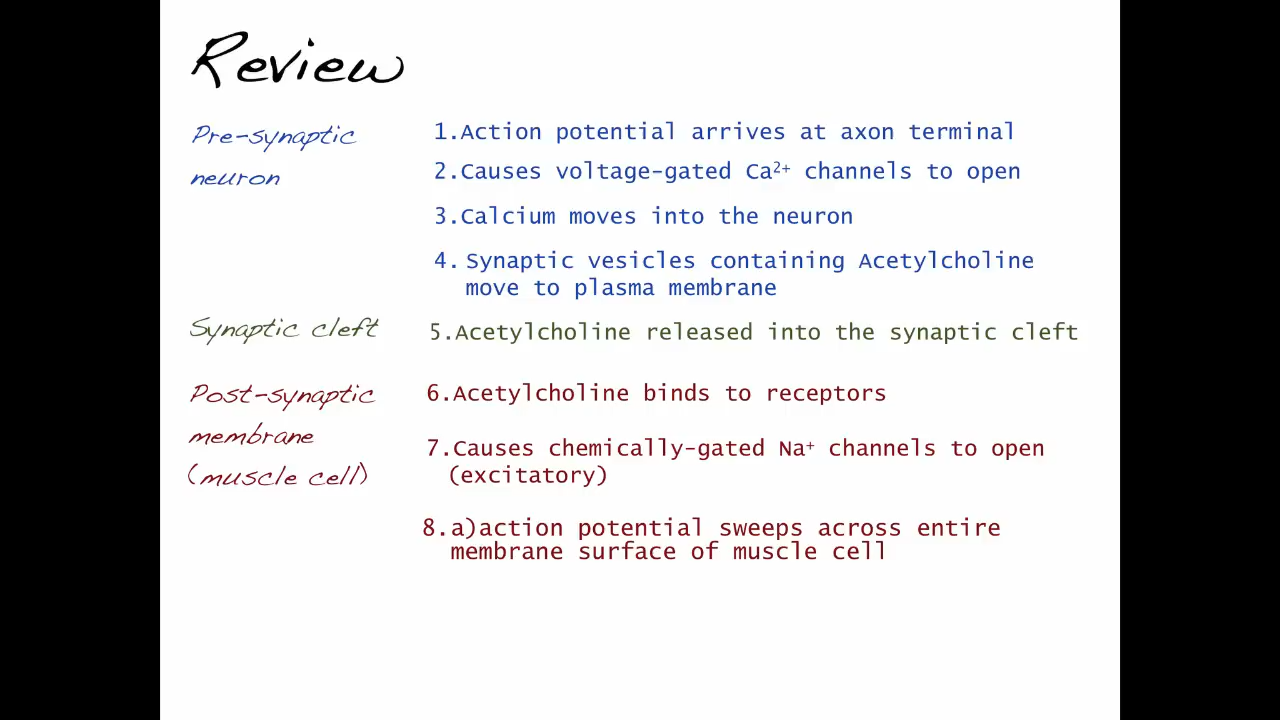 Review
Pre-synaptic
neuron
1.Action potential arrives at axon terminal
2.Causes voltage-gated Ca²⁺ channels to open
3.Calcium moves into the neuron
4. Synaptic vesicles containing Acetylcholine
move to plasma membrane
Synaptic cleft
5.Acetylcholine released into the synaptic cleft
Post-synaptic
membrane
(muscle cell)
6.Acetylcholine binds to receptors
7.Causes chemically-gated Na⁺ channels to open
(excitatory)
8.a)action potential sweeps across entire
membrane surface of muscle cell